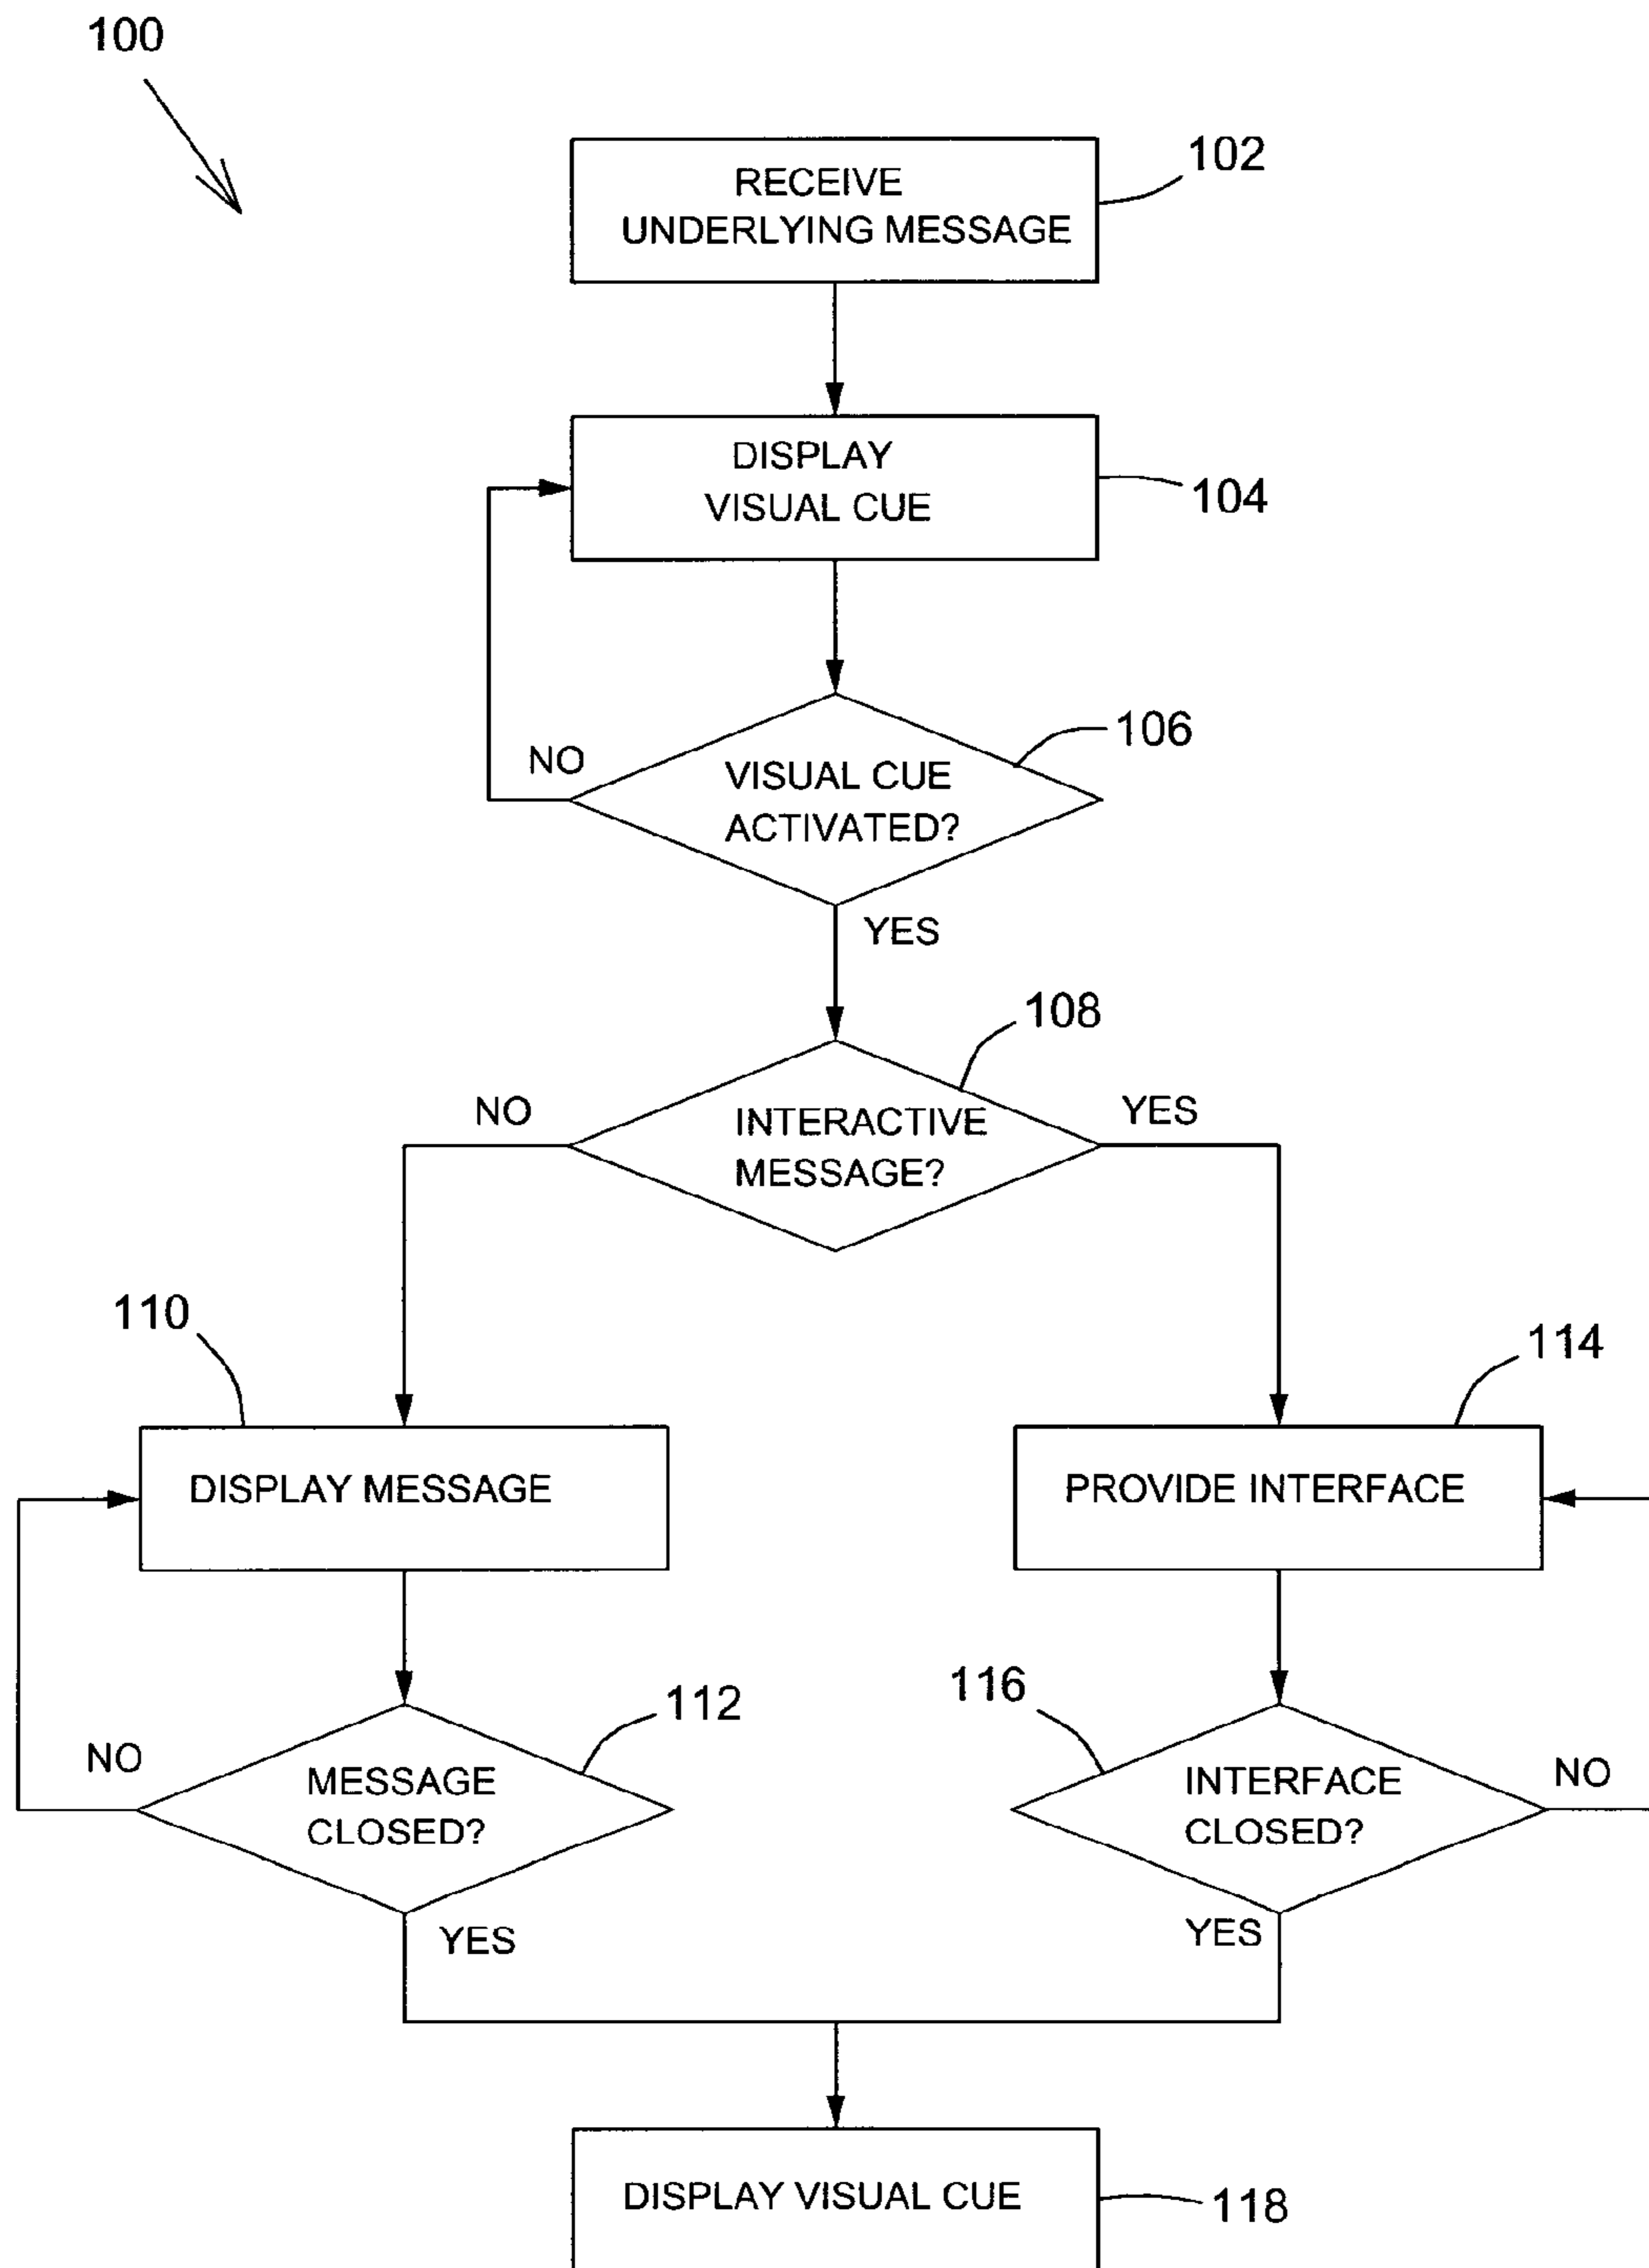 100
RECEIVE
UNDERLYING MESSAGE
102
DISPLAY
VISUAL CUE
104
106
NO
VISUAL CUE
ACTIVATED?
YES
108
NO
INTERACTIVE
MESSAGE?
YES
110
114
DISPLAY MESSAGE
PROVIDE INTERFACE
112
116
NO
MESSAGE
CLOSED?
INTERFACE
CLOSED?
NO
YES
YES
DISPLAY VISUAL CUE
118